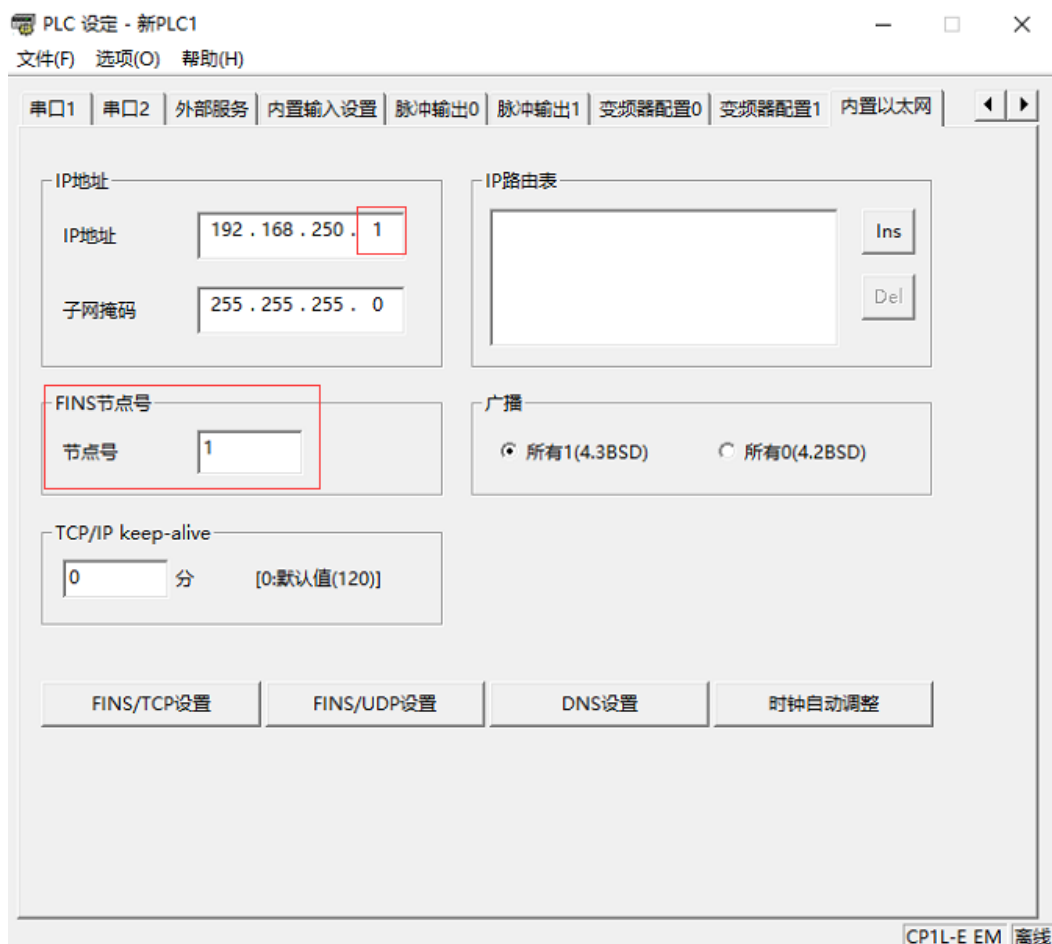 PLC 设定 - 新PLC1
文件(F) 选项(O) 帮助(H)
串口1 串口2 外部服务 内置输入设置 脉冲输出0 脉冲输出1 变频器配置0 变频器配置1 内置以太网
IP地址
IP地址 192 . 168 . 250 . 1
子网掩码 255 . 255 . 255 . 0
IP路由表
Ins
Del
FINS节点号
节点号 1
广播
所有1(4.3BSD) 所有0(4.2BSD)
TCP/IP keep-alive
0 分 [0:默认值(120)]
FINS/TCP设置 FINS/UDP设置 DNS设置 时钟自动调整
CP1L-E EM 离线